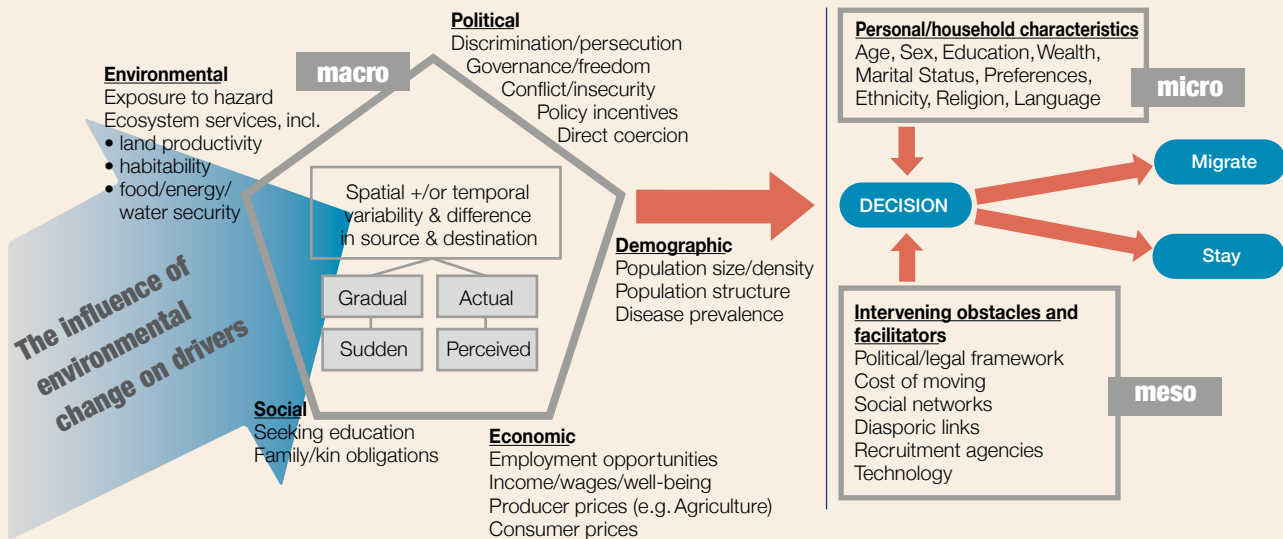 Political
Discrimination/persecution
Governance/freedom
Conflict/insecurity
Policy incentives
Direct coercion
macro
Environmental
Exposure to hazard
Ecosystem services, incl.
• land productivity
• habitability
• food/energy/
water security
The influence of
environmental
change on drivers
Spatial +/or temporal
variability & difference
in source & destination
Gradual
Actual
Sudden
Perceived
Demographic
Population size/density
Population structure
Disease prevalence
Social
Seeking education
Family/kin obligations
Economic
Employment opportunities
Income/wages/well-being
Producer prices (e.g. Agriculture)
Consumer prices
Personal/household characteristics
Age, Sex, Education, Wealth,
Marital Status, Preferences,
Ethnicity, Religion, Language
micro
DECISION
Migrate
Stay
Intervening obstacles and
facilitators
Political/legal framework
Cost of moving
Social networks
Diasporic links
Recruitment agencies
Technology
meso